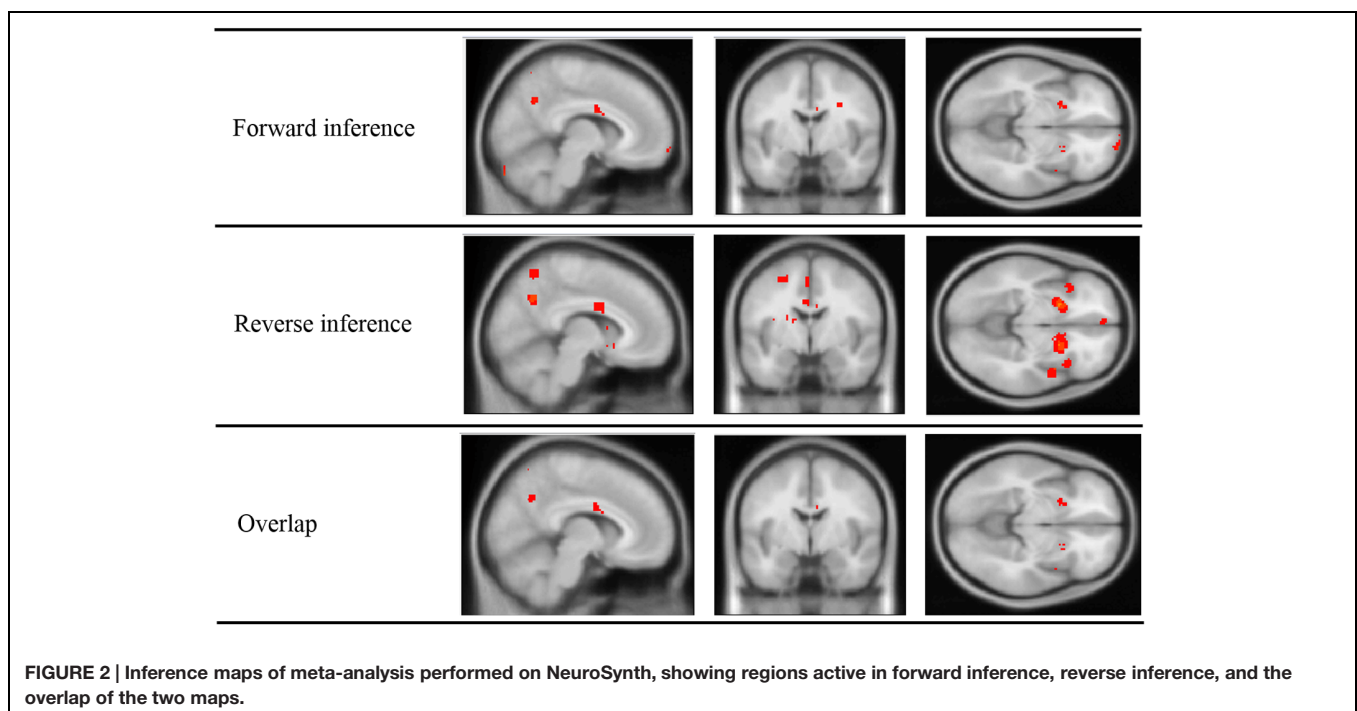 Forward inference
Reverse inference
Overlap
FIGURE 2 | Inference maps of meta-analysis performed on NeuroSynth, showing regions active in forward inference, reverse inference, and the
overlap of the two maps.